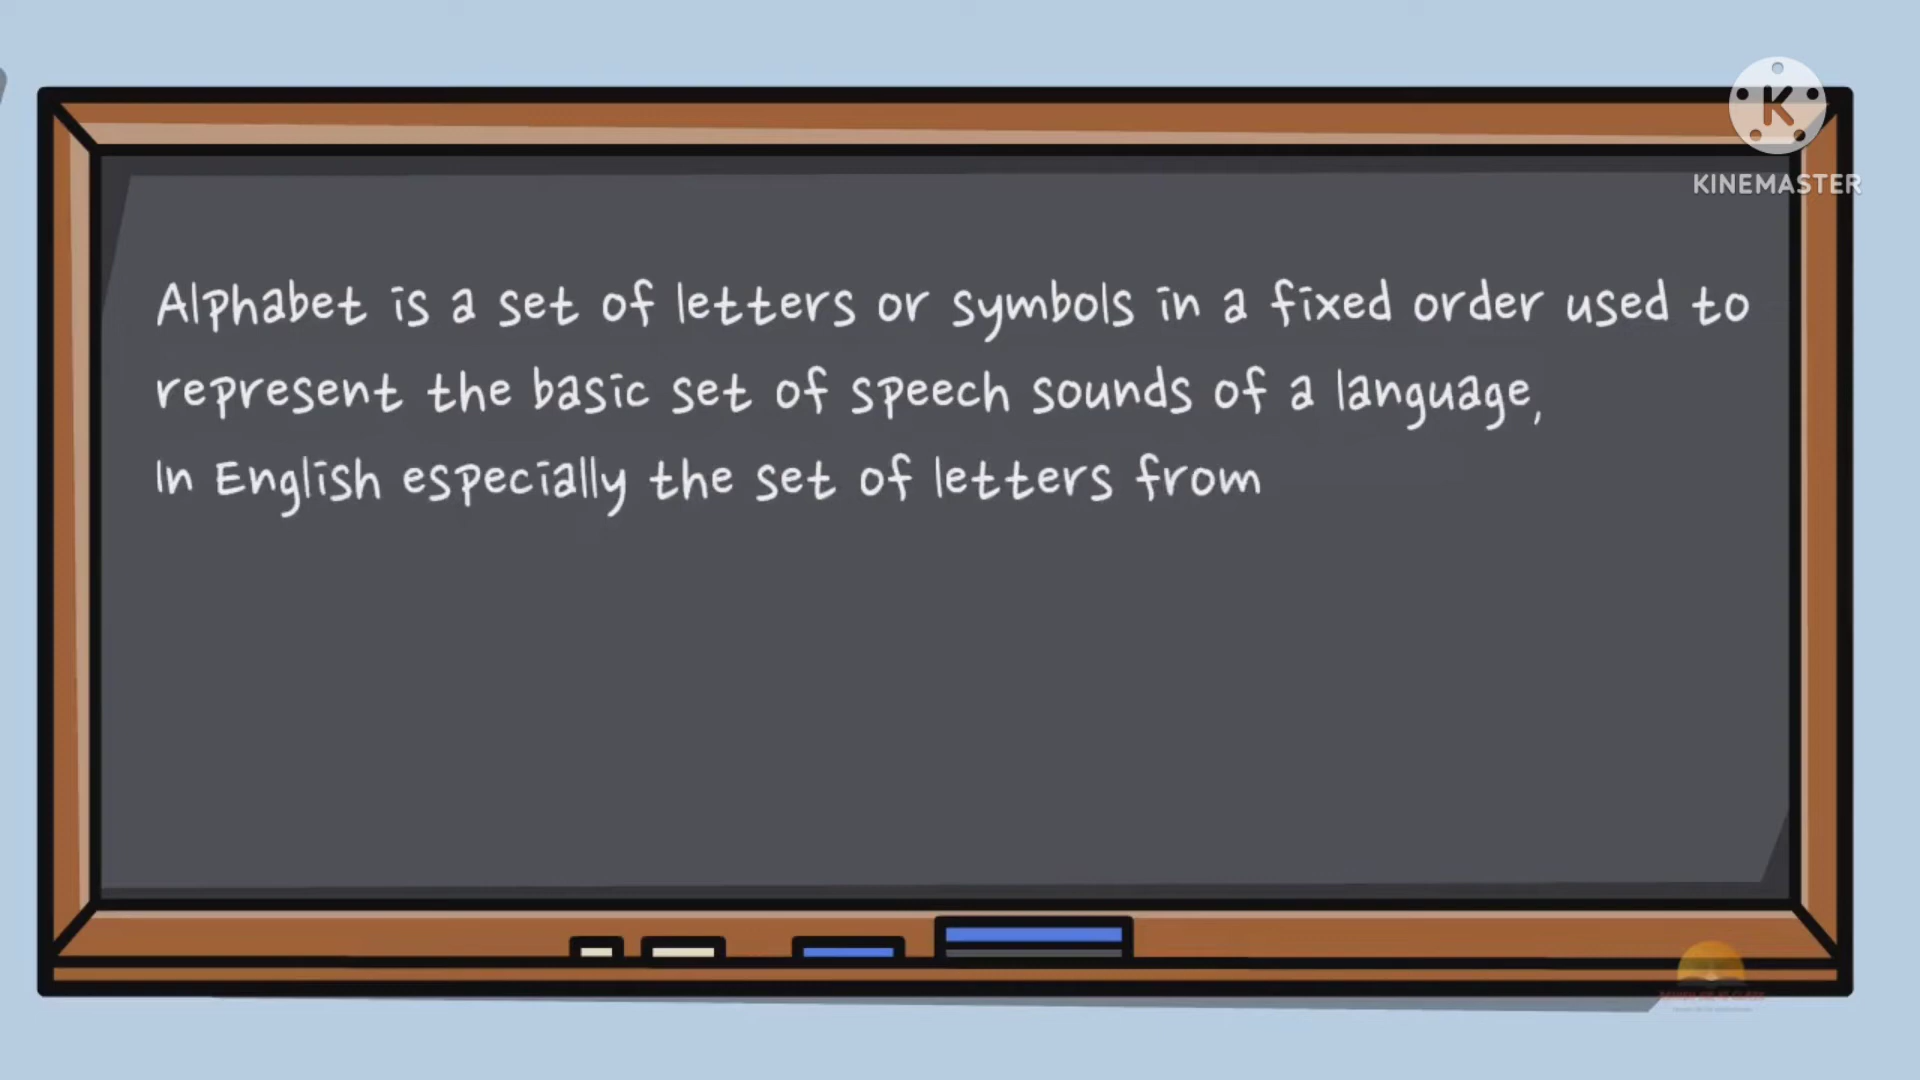 KINEMASTER
Alphabet is a set of letters or symbols in a fixed order used to
represent the basic set of speech sounds of a language,
In English especially the set of letters from